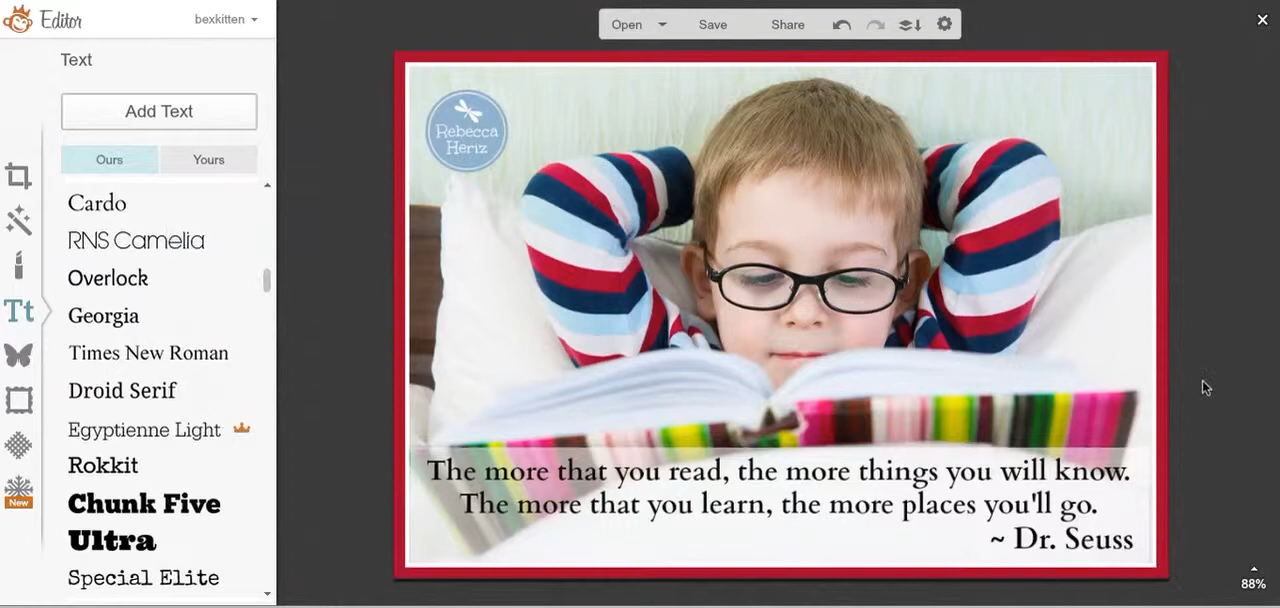 Editor
bexkitten
Open
Save
Share
Text
Add Text
Ours
Yours
Cardo
RNS Camelia
Overlock
Georgia
Times New Roman
Droid Serif
Egyptienne Light
Rokkit
Chunk Five
Ultra
Special Elite
New
Rebecca
Hertz
The more that you read, the more things you will know.
The more that you learn, the more places you'll go.
~ Dr. Seuss
88%